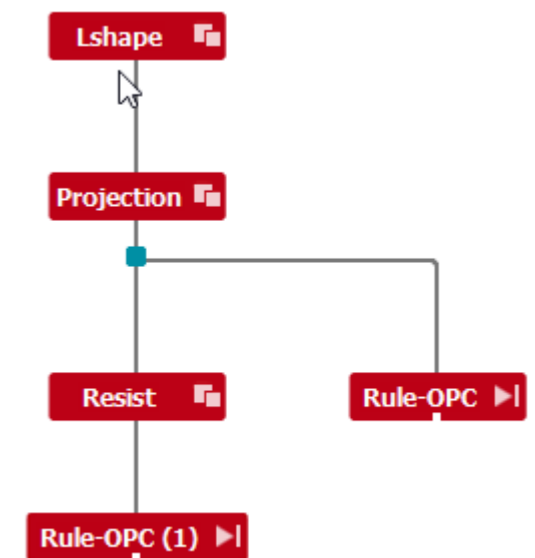 Lshape
Projection
Resist
Rule-OPC
Rule-OPC (1)